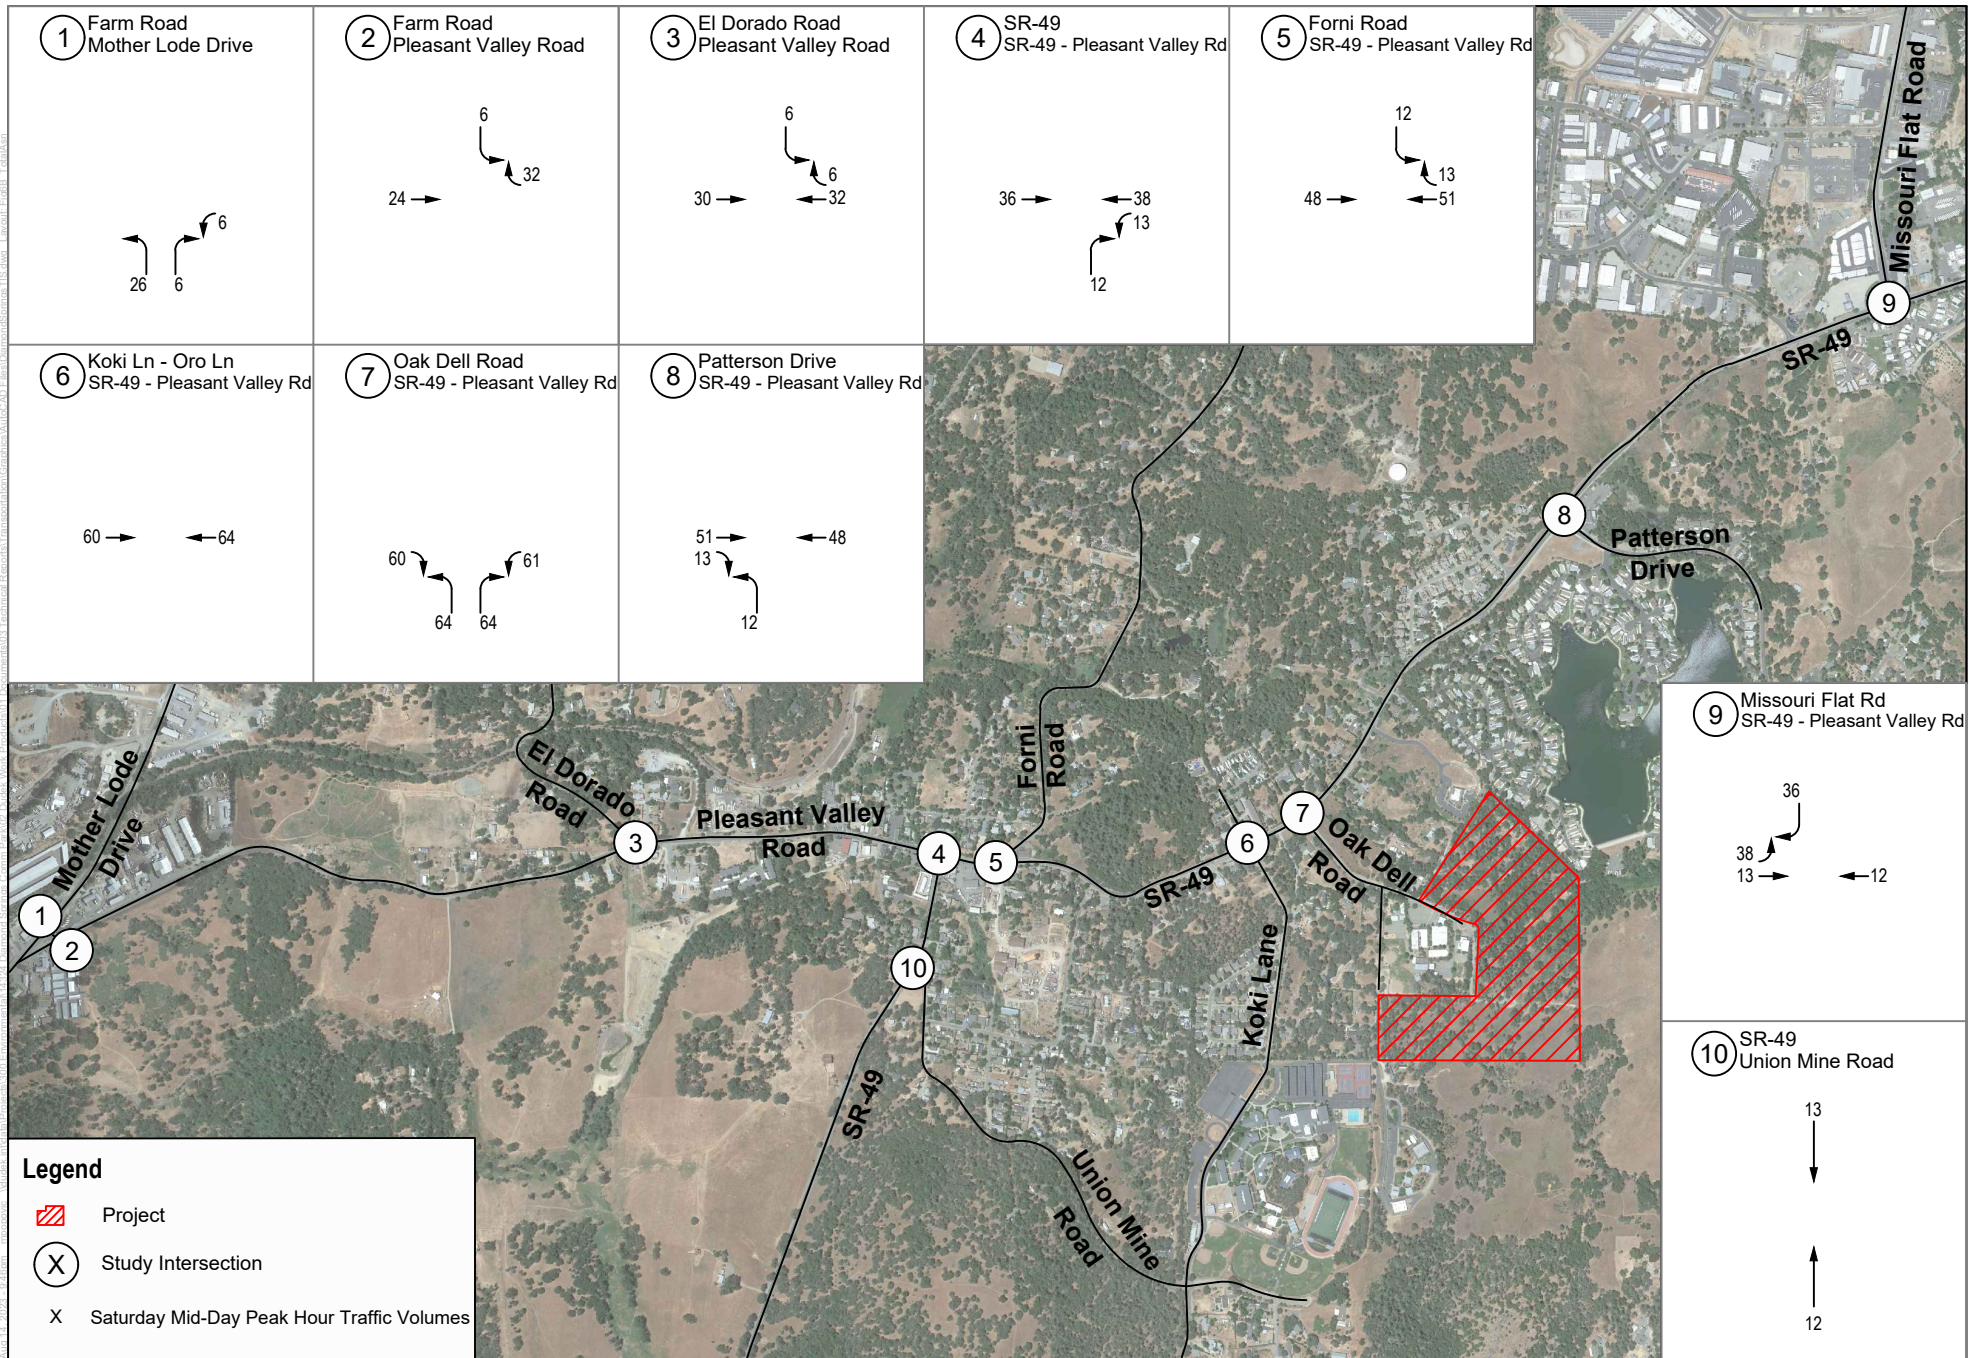 1
Farm Road
Mother Lode Drive
6
26
6
2
Farm Road
Pleasant Valley Road
6
32
24
3
El Dorado Road
Pleasant Valley Road
6
6
30
32
4
SR-49
SR-49 - Pleasant Valley Rd
36
38
13
12
5
Forni Road
SR-49 - Pleasant Valley Rd
12
13
48
51
6
Koki Ln - Oro Ln
SR-49 - Pleasant Valley Rd
60
64
7
Oak Dell Road
SR-49 - Pleasant Valley Rd
60
61
64
64
8
Patterson Drive
SR-49 - Pleasant Valley Rd
51
48
13
12
Missouri Flat Road
9
SR-49
8
Patterson
Drive
9
Missouri Flat Rd
SR-49 - Pleasant Valley Rd
36
38
13
12
10
SR-49
Union Mine Road
13
12
Mother Lode
Drive
1
2
El Dorado
Road
3
Pleasant Valley
Road
4
5
Forni
Road
SR-49
6
7
Oak Dell
Road
10
Koki Lane
SR-49
Union Mine
Road
Legend
Project
X
Study Intersection
X
Saturday Mid-Day Peak Hour Traffic Volumes